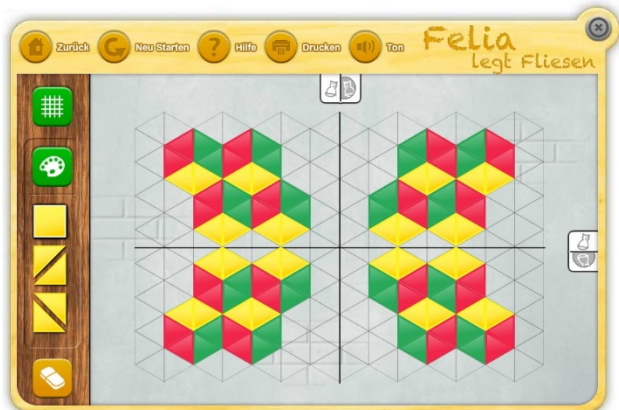 Zurück
Neu Starten
Hilfe
Drucken
Ton
Felia
legt Fliesen